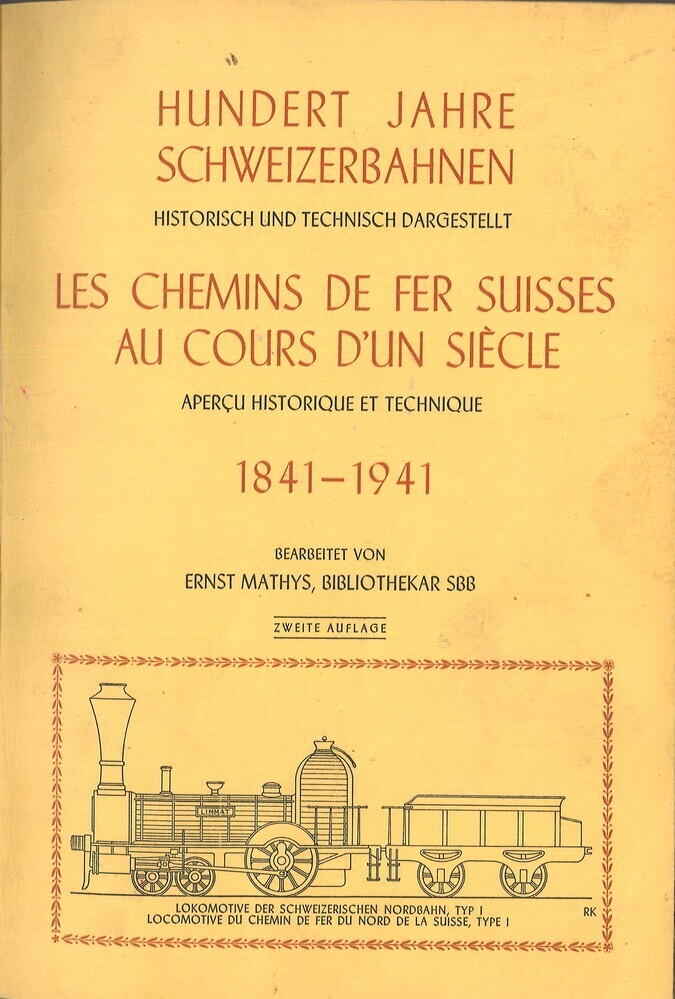 HUNDERT JAHRE
SCHWEIZERBAHNEN
HISTORISCH UND TECHNISCH DARGESTELLT
LES CHEMINS DE FER SUISSES
AU COURS D'UN SIÈCLE
APERÇU HISTORIQUE ET TECHNIQUE
1841–1941
BEARBEITET VON
ERNST MATHYS, BIBLIOTHEKAR SBB
ZWEITE AUFLAGE
LIMMAT
LOKOMOTIVE DER SCHWEIZERISCHEN NORDBAHN, TYP I
LOCOMOTIVE DU CHEMIN DE FER DU NORD DE LA SUISSE, TYPE I
RK